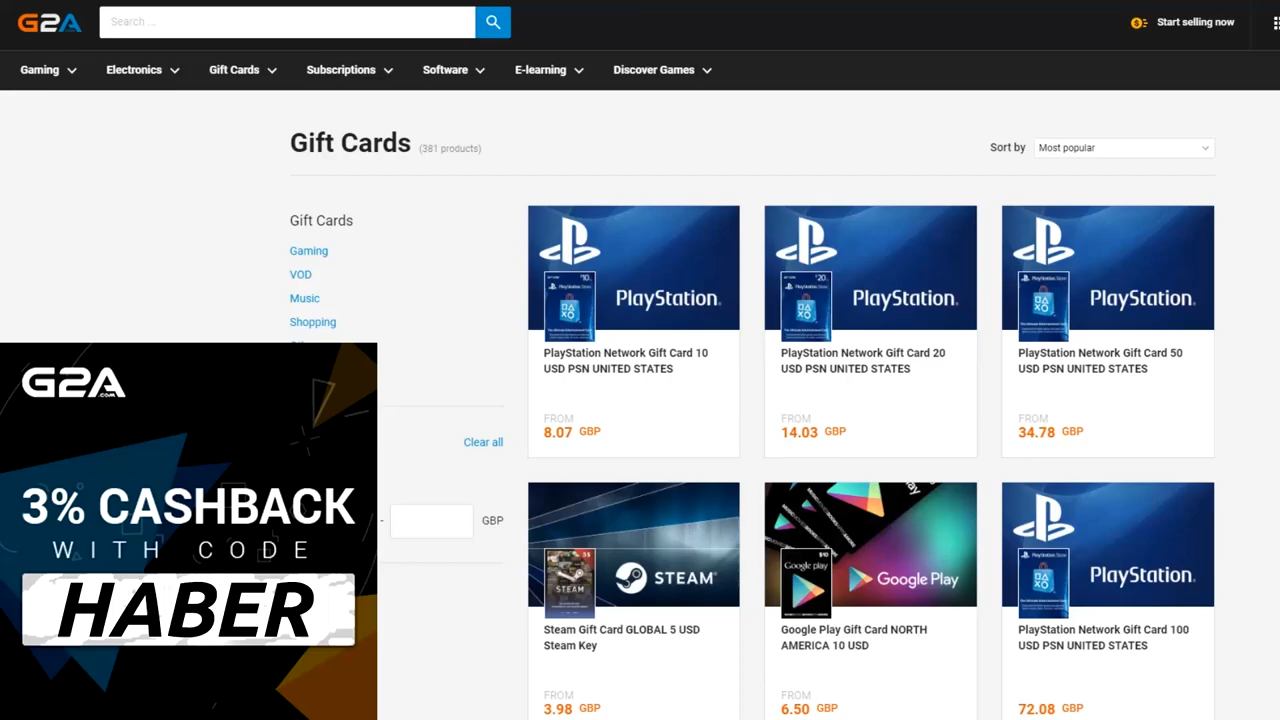 G2A
Search ...
Start selling now
Gaming
Electronics
Gift Cards
Subscriptions
Software
E-learning
Discover Games
Gift Cards (381 products)
Sort by
Most popular
Gift Cards
Gaming
VOD
Music
Shopping
Clear all
-
GBP
PlayStation®
PlayStation Network Gift Card 10
USD PSN UNITED STATES
FROM
8.07 GBP
PlayStation®
PlayStation Network Gift Card 20
USD PSN UNITED STATES
FROM
14.03 GBP
PlayStation®
PlayStation Network Gift Card 50
USD PSN UNITED STATES
FROM
34.78 GBP
STEAM
STEAM
Steam Gift Card GLOBAL 5 USD
Steam Key
FROM
3.98 GBP
Google play
Google Play
Google Play Gift Card NORTH
AMERICA 10 USD
FROM
6.50 GBP
PlayStation®
PlayStation Network Gift Card 100
USD PSN UNITED STATES
72.08 GBP
G2A.COM
3% CASHBACK
WITH CODE
HABER